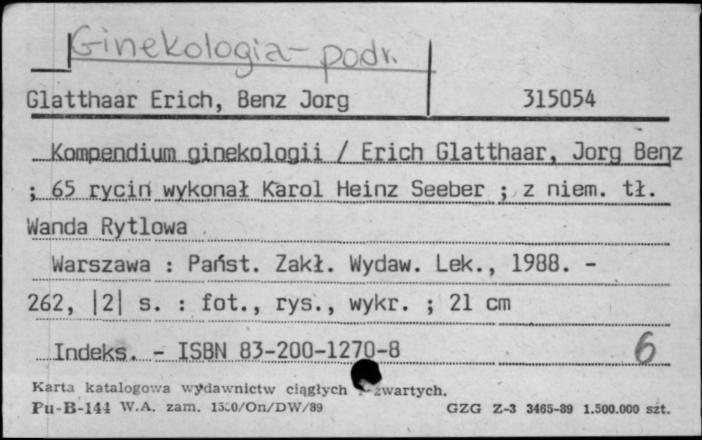 Ginekologia - podr.
Glatthaar Erich, Benz Jorg 315054
Kompendium ginekologii / Erich Glatthaar, Jorg Benz
; 65 rycin wykonał Karol Heinz Seeber ; z niem. tł.
Wanda Rytlowa
Warszawa : Państ. Zakł. Wydaw. Lek., 1988. -
262, |2| s. : fot., rys., wykr. ; 21 cm
Indeks. - ISBN 83-200-1270-8 6
Karta katalogowa wydawnictw ciągłych zwartych.
Pu-B-144 W.A. zam. /On/DW/89 GZG Z-3 3465-89 1.500.000 szt.